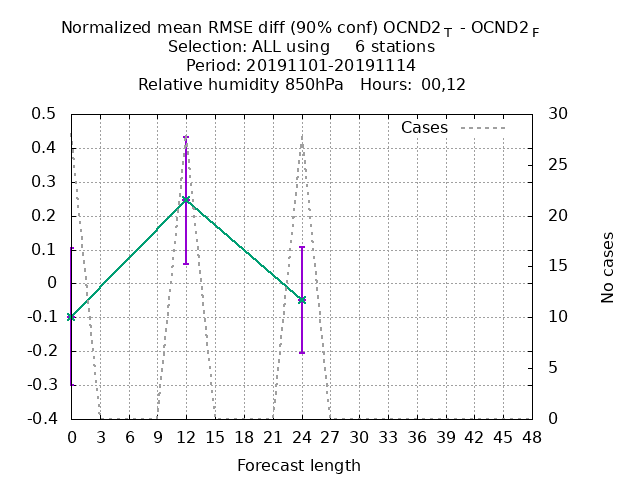 Normalized mean RMSE diff (90% conf) OCND2 T - OCND2 F
Selection: ALL using     6 stations
Period: 20191101-20191114
Relative humidity 850hPa   Hours: 00,12
Cases
0.5
0.4
0.3
0.2
0.1
0
-0.1
-0.2
-0.3
-0.4
30
25
20
15
10
5
0
No cases
0 3 6 9 12 15 18 21 24 27 30 33 36 39 42 45 48
Forecast length